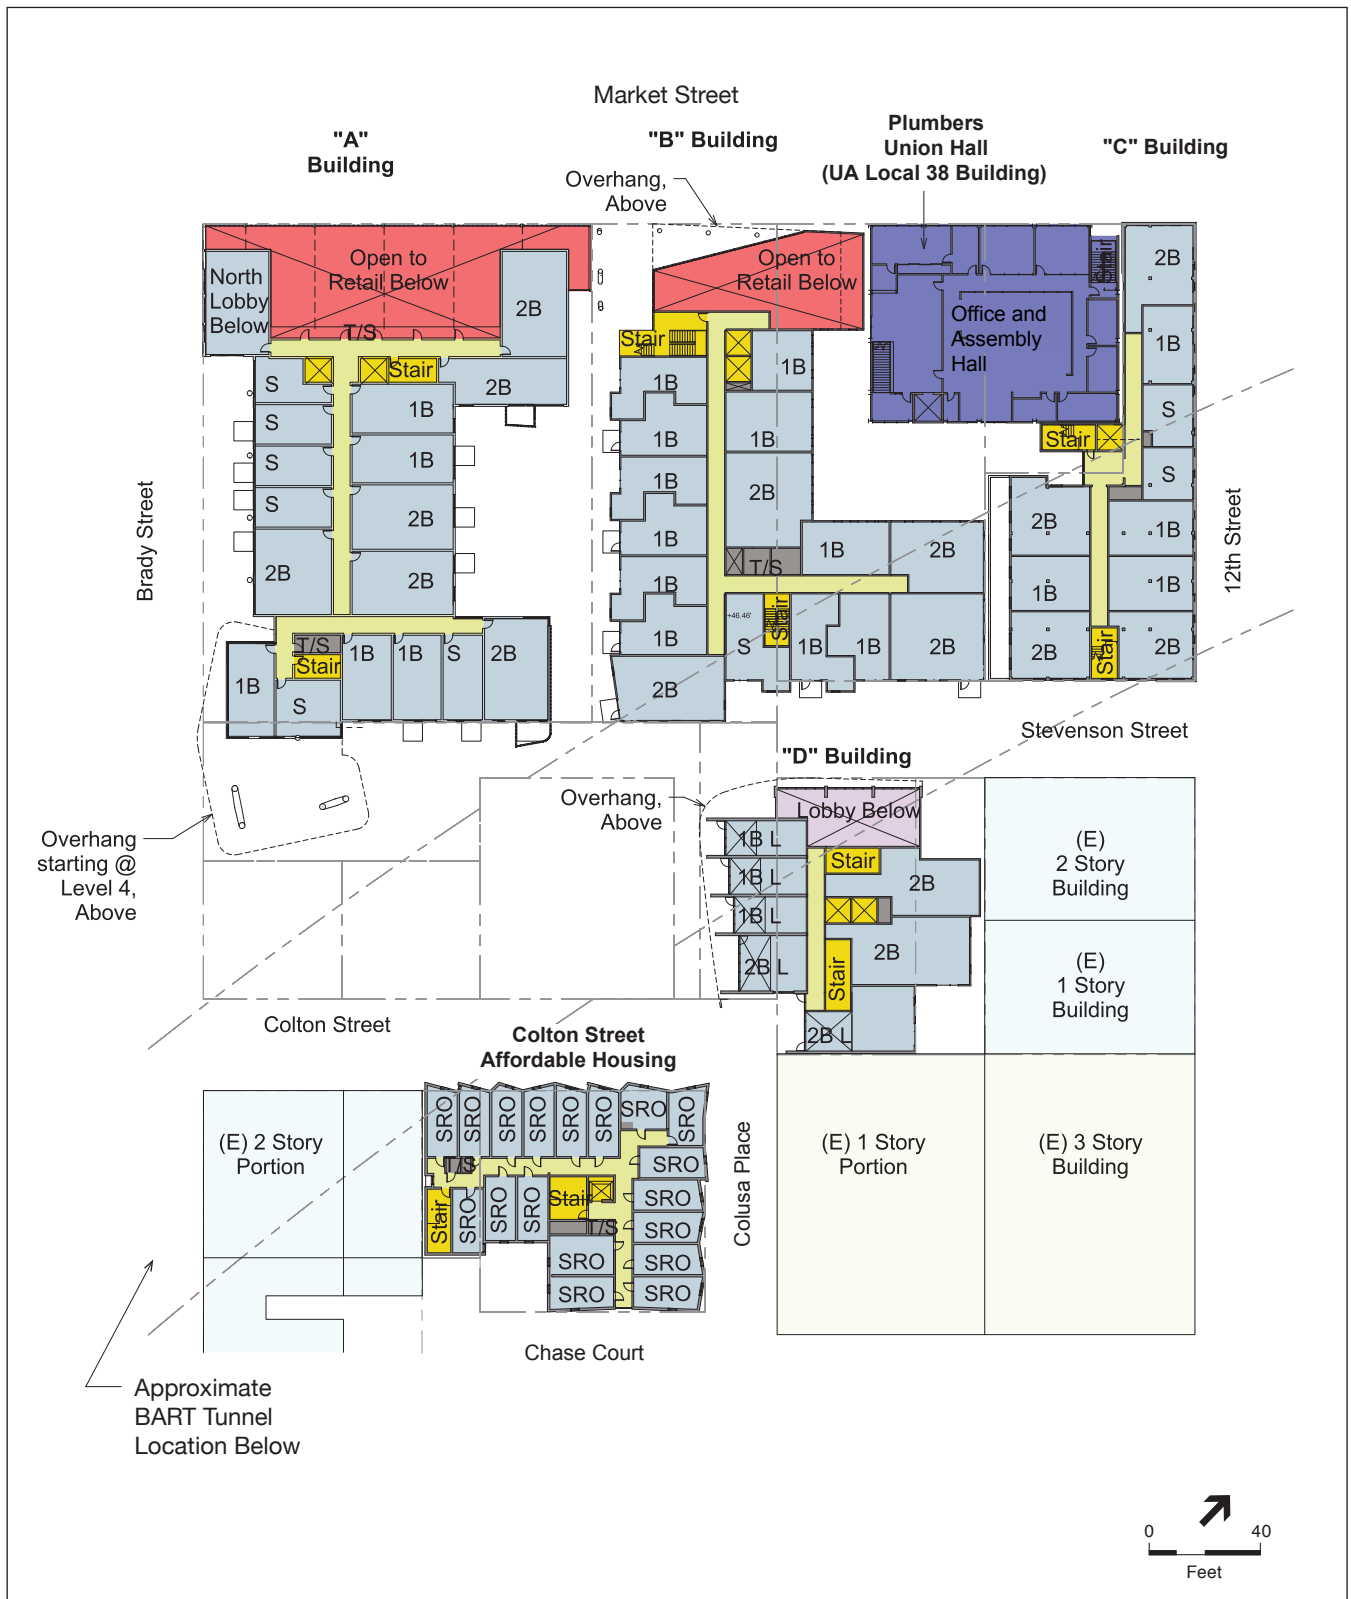 Market Street
"A"
Building
"B" Building
Plumbers
Union Hall
(UA Local 38 Building)
"C" Building
Overhang,
Above
North
Lobby
Below
Open to
Retail Below
T/S
2B
Stair
2B
S
S
S
S
2B
1B
1B
2B
2B
T/S
Stair
1B
S
1B
1B
S
2B
Brady Street
Open to
Retail Below
Stair
1B
1B
1B
1B
1B
1B
2B
1B
1B
2B
T/S
1B
2B
+46.46'
S
Stair
1B
1B
2B
Office and
Assembly
Hall
Stair
2B
1B
S
S
Stair
2B
1B
2B
1B
1B
2B
Stair
12th Street
Stevenson Street
"D" Building
Overhang,
Above
Lobby Below
1B L
1B L
1B L
2B L
Stair
2B
2B
Stair
2B L
Overhang
starting @
Level 4,
Above
(E)
2 Story
Building
(E)
1 Story
Building
Colton Street
Colton Street
Affordable Housing
SRO
SRO
SRO
SRO
SRO
SRO
SRO
SRO
T/S
SRO
SRO
SRO
SRO
SRO
Stair
SRO
SRO
SRO
Stair
T/S
SRO
SRO
Colusa Place
(E) 2 Story
Portion
(E) 1 Story
Portion
(E) 3 Story
Building
Chase Court
Approximate
BART Tunnel
Location Below
0 40
Feet